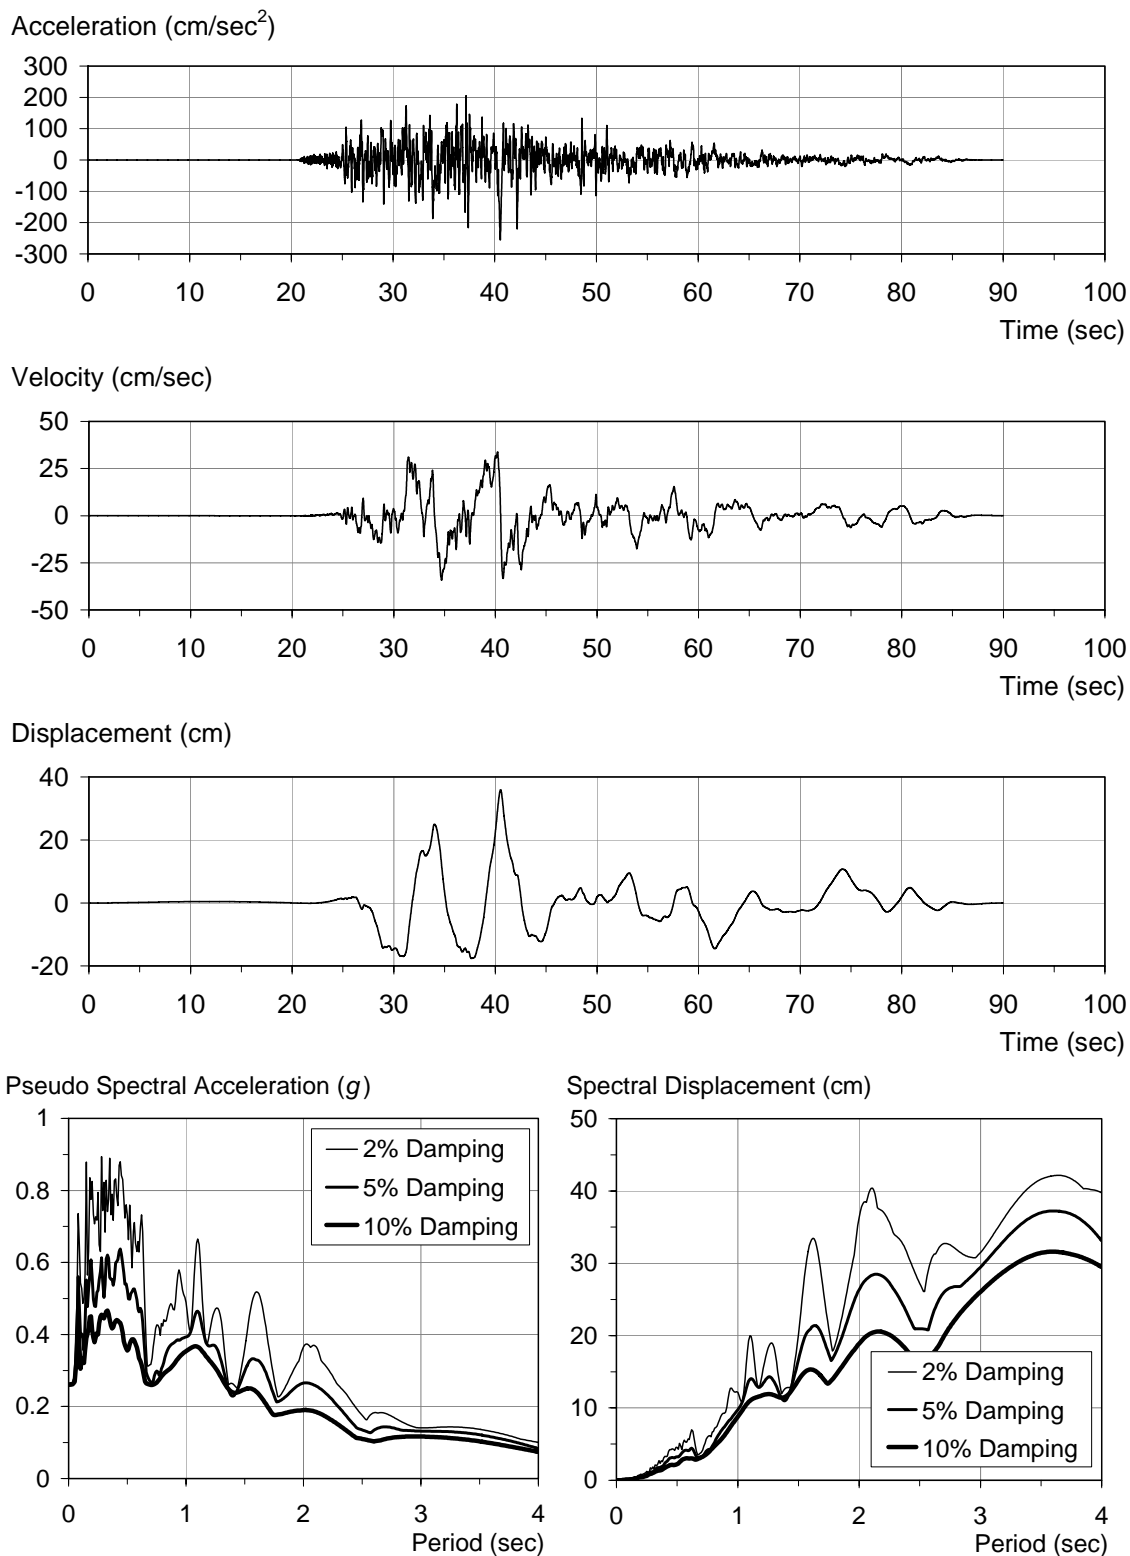 Acceleration (cm/sec²)
300
200
100
0
-100
-200
-300
0 10 20 30 40 50 60 70 80 90 100
Time (sec)
Velocity (cm/sec)
50
25
0
-25
-50
0 10 20 30 40 50 60 70 80 90 100
Time (sec)
Displacement (cm)
40
20
0
-20
0 10 20 30 40 50 60 70 80 90 100
Time (sec)
Pseudo Spectral Acceleration (g)
1
0.8
0.6
0.4
0.2
0
2% Damping
5% Damping
10% Damping
0 1 2 3 4
Period (sec)
Spectral Displacement (cm)
50
40
30
20
10
0
2% Damping
5% Damping
10% Damping
0 1 2 3 4
Period (sec)